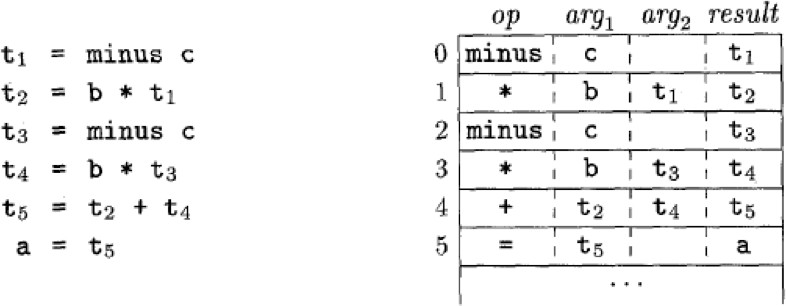 t₁ = minus c
t₂ = b * t₁
t₃ = minus c
t₄ = b * t₃
t₅ = t₂ + t₄
a = t₅
op arg₁ arg₂ result
0 minus c t₁
1 * b t₁ t₂
2 minus c t₃
3 * b t₃ t₄
4 + t₂ t₄ t₅
5 = t₅ a
...